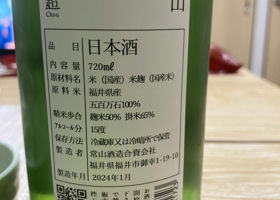 超
Chou
山
品目 日本酒
内容量 720mℓ
原材料名 米(国産)米麹(国産米)
原料米 福井県産
五百万石100%
精米歩合 麹米50% 掛米65%
アルコール分 15度
保存方法 冷蔵庫又は冷暗所で保管
製造者 常山酒造合資会社
福井県福井市御幸1-19-10
製造年月 2024年1月